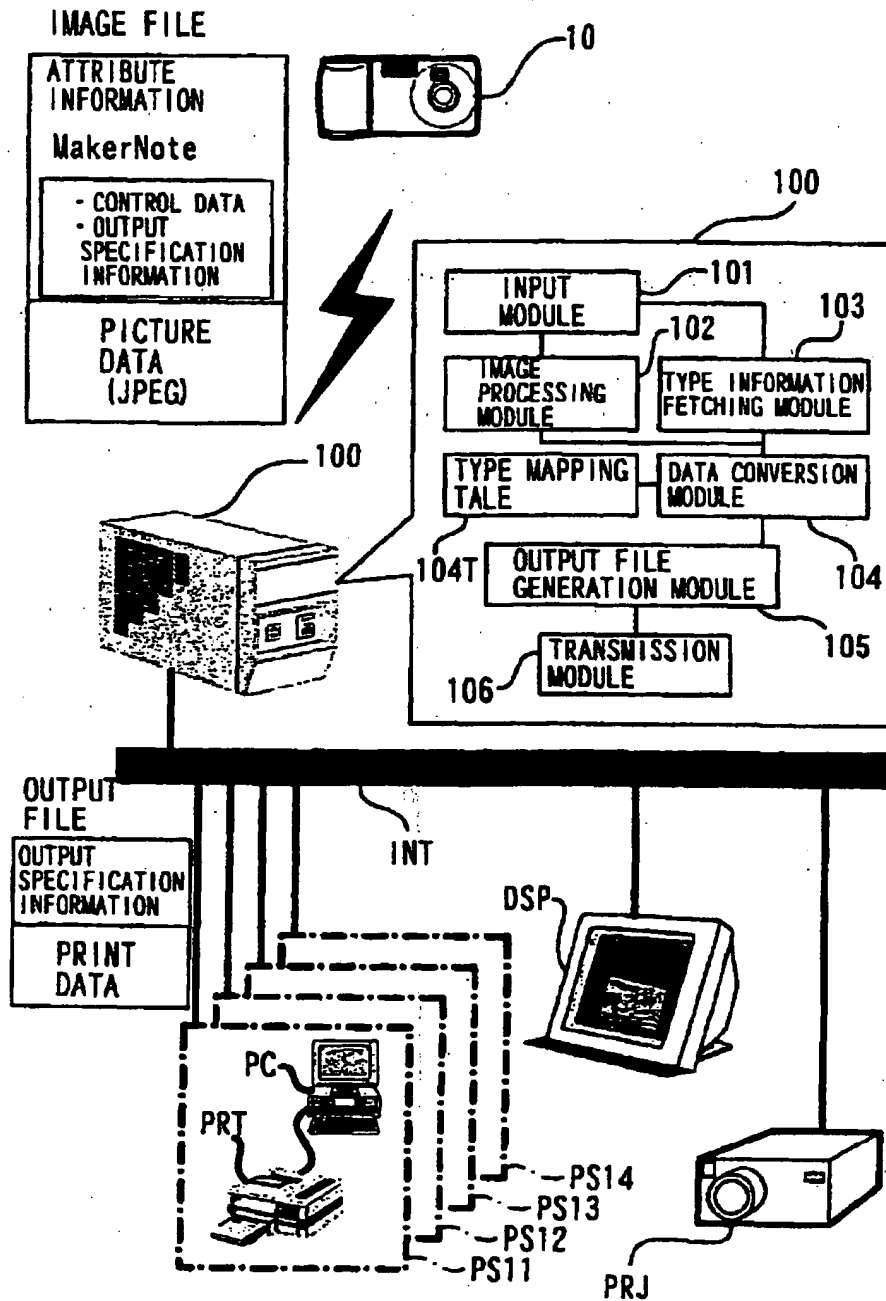 IMAGE FILE
ATTRIBUTE
INFORMATION
MakerNote
- CONTROL DATA
- OUTPUT
SPECIFICATION
INFORMATION
PICTURE
DATA
(JPEG)
10
100
INPUT
MODULE
101
102
103
IMAGE
PROCESSING
MODULE
TYPE INFORMATION
FETCHING MODULE
TYPE MAPPING
TALE
DATA CONVERSION
MODULE
104T
104
OUTPUT FILE
GENERATION MODULE
105
TRANSMISSION
MODULE
106
100
INT
OUTPUT
FILE
OUTPUT
SPECIFICATION
INFORMATION
PRINT
DATA
DSP
PC
PRT
PS14
PS13
PS12
PS11
PRJ